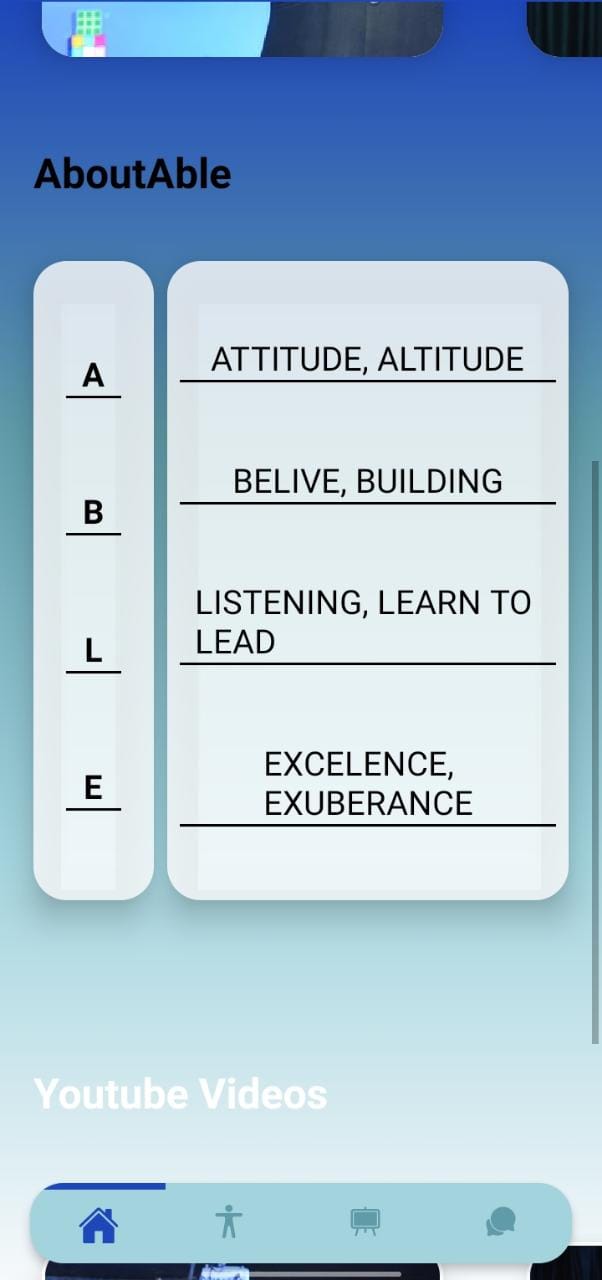 AboutAble
A
ATTITUDE, ALTITUDE
B
BELIVE, BUILDING
L
LISTENING, LEARN TO
LEAD
E
EXCELENCE,
EXUBERANCE
Youtube Videos